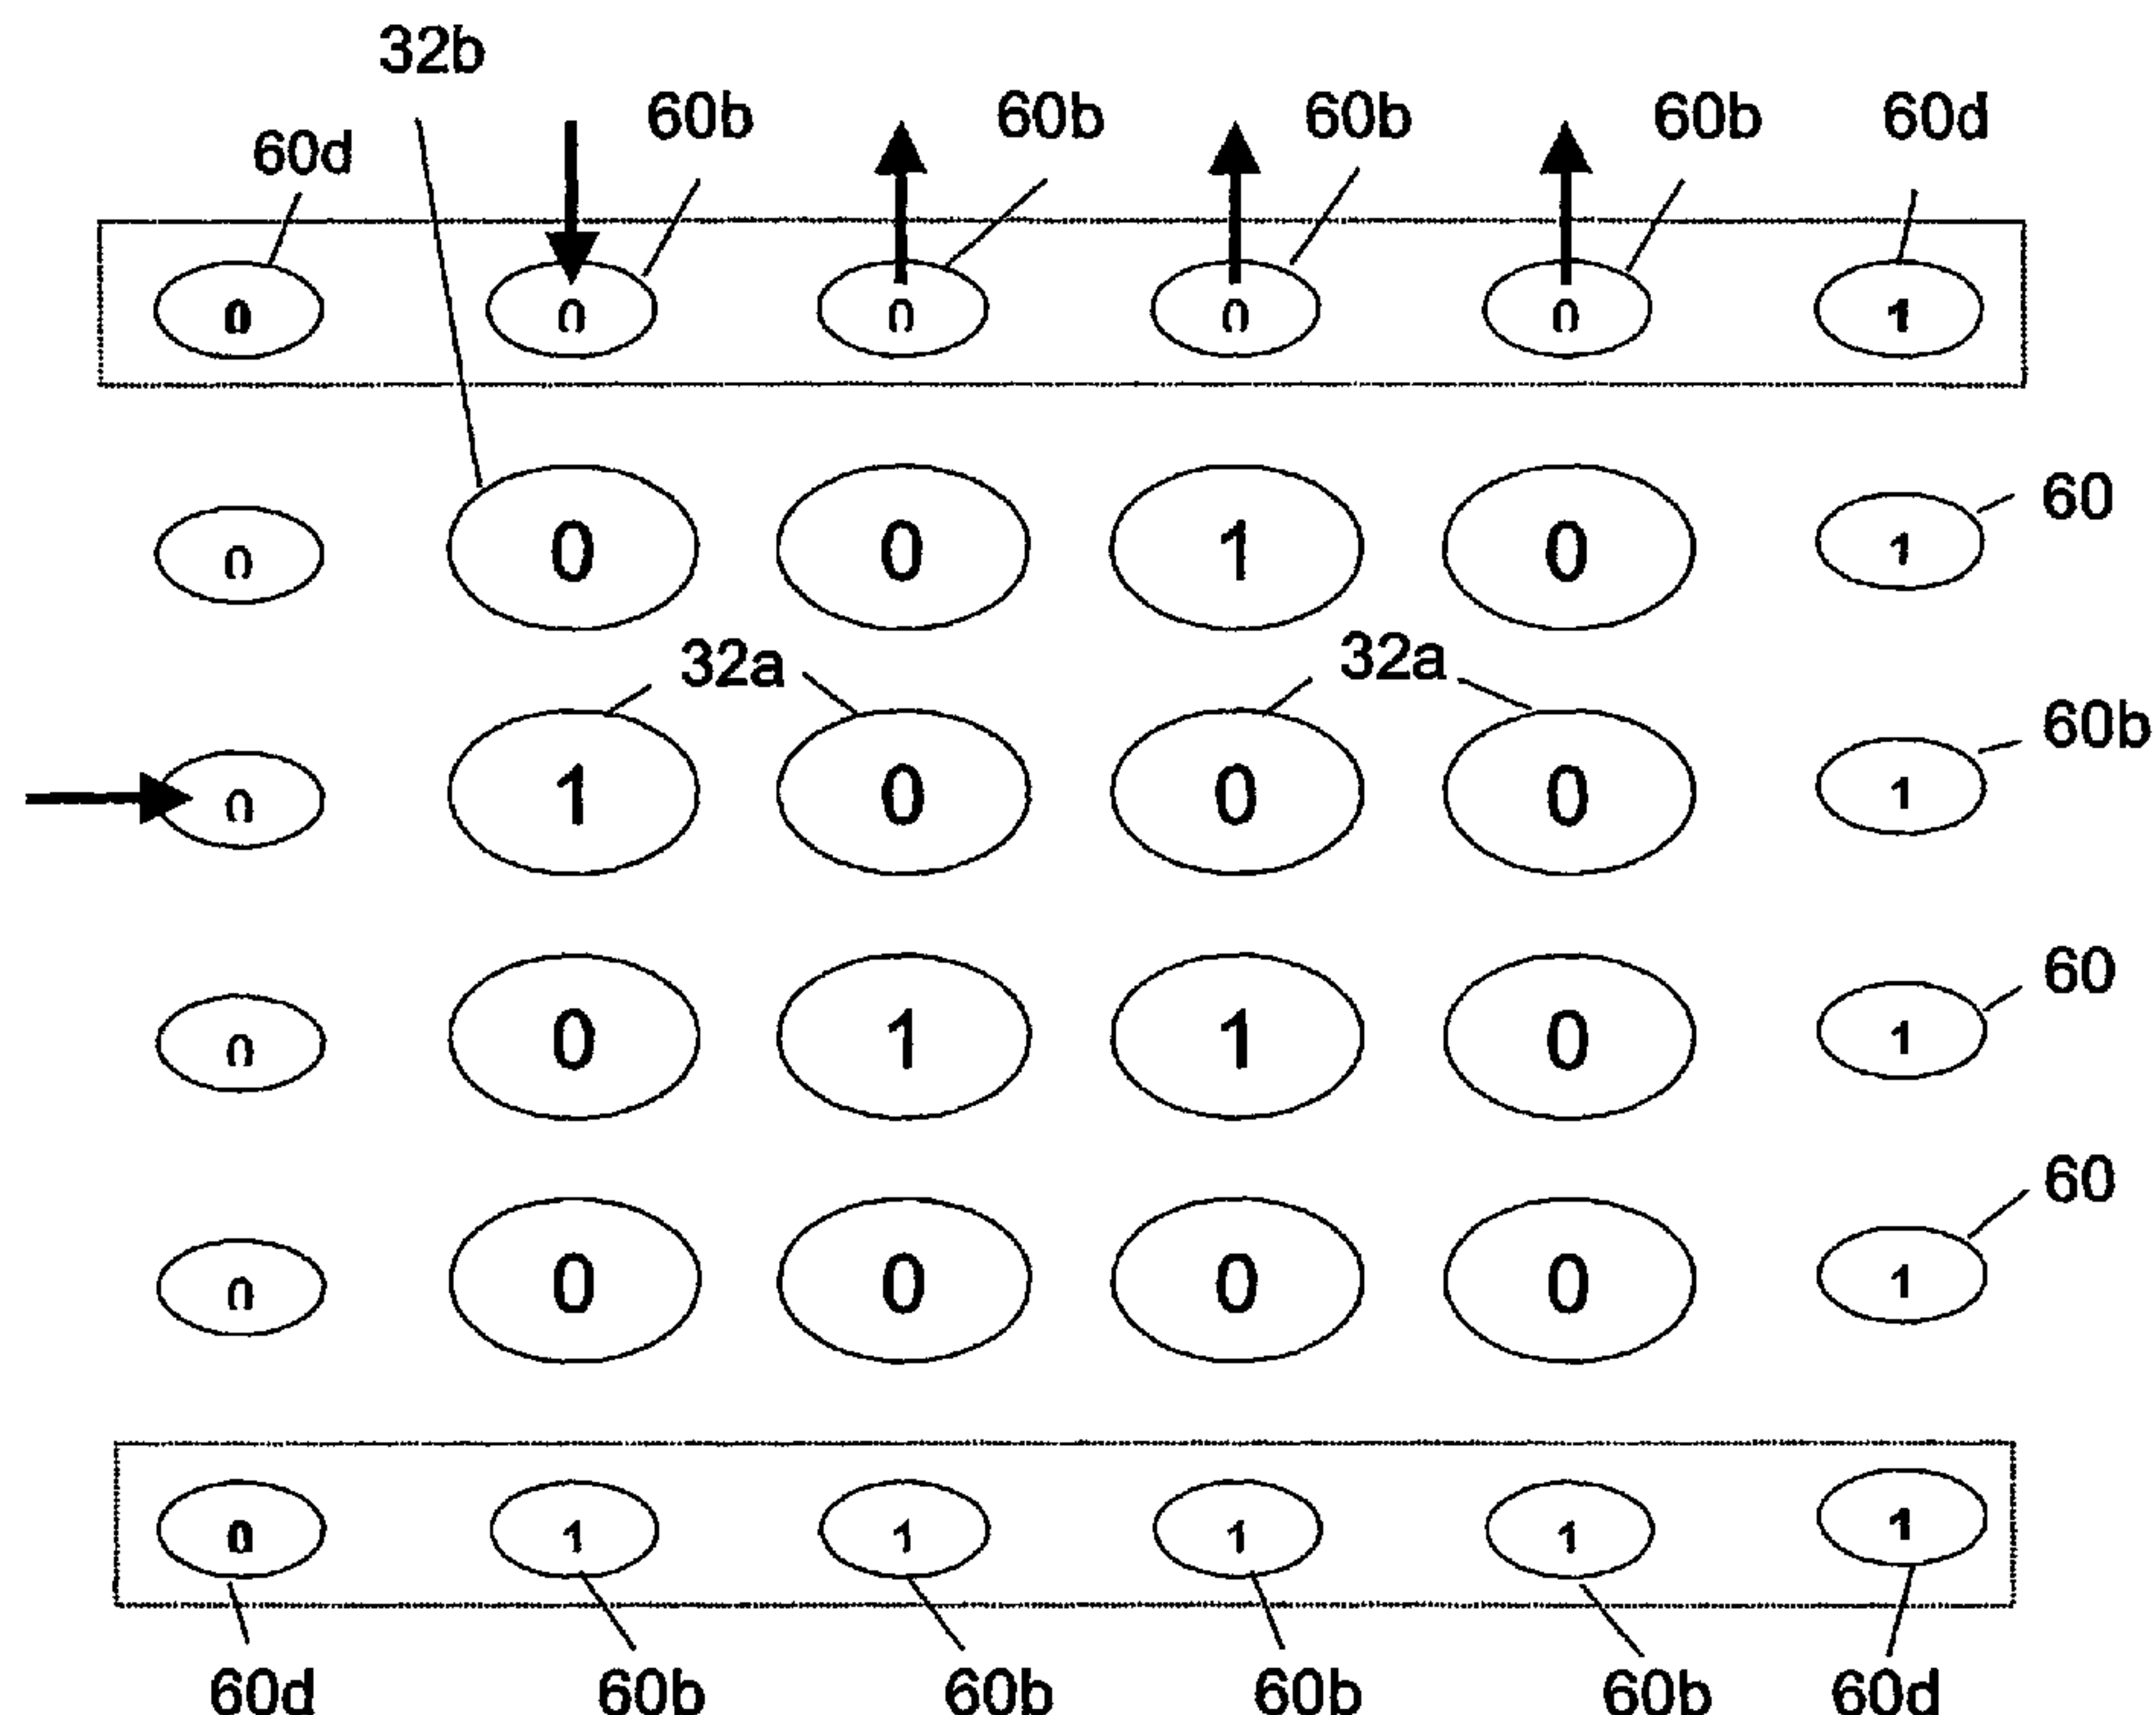 32b
60b 60b 60b 60b 60d
60d
0 0 0 0 0 1
60
0 0 0 1 0 1
32a 32a
60b
0 1 0 0 0 1
60
0 0 1 1 0 1
60
0 0 0 0 0 1
0 1 1 1 1 1
60d 60b 60b 60b 60b 60d